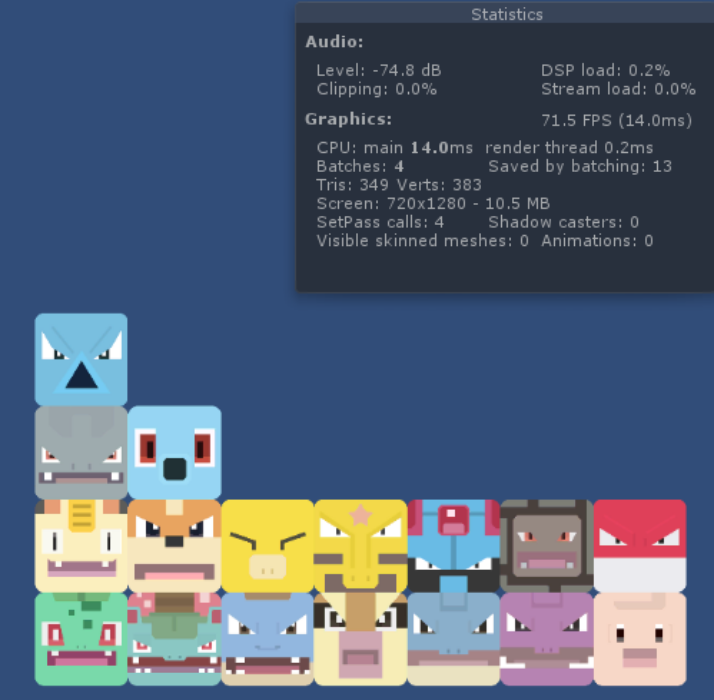 Statistics
Audio:
Level: -74.8 dB DSP load: 0.2%
Clipping: 0.0% Stream load: 0.0%
Graphics: 71.5 FPS (14.0ms)
CPU: main 14.0ms render thread 0.2ms
Batches: 4 Saved by batching: 13
Tris: 349 Verts: 383
Screen: 720x1280 - 10.5 MB
SetPass calls: 4 Shadow casters: 0
Visible skinned meshes: 0 Animations: 0